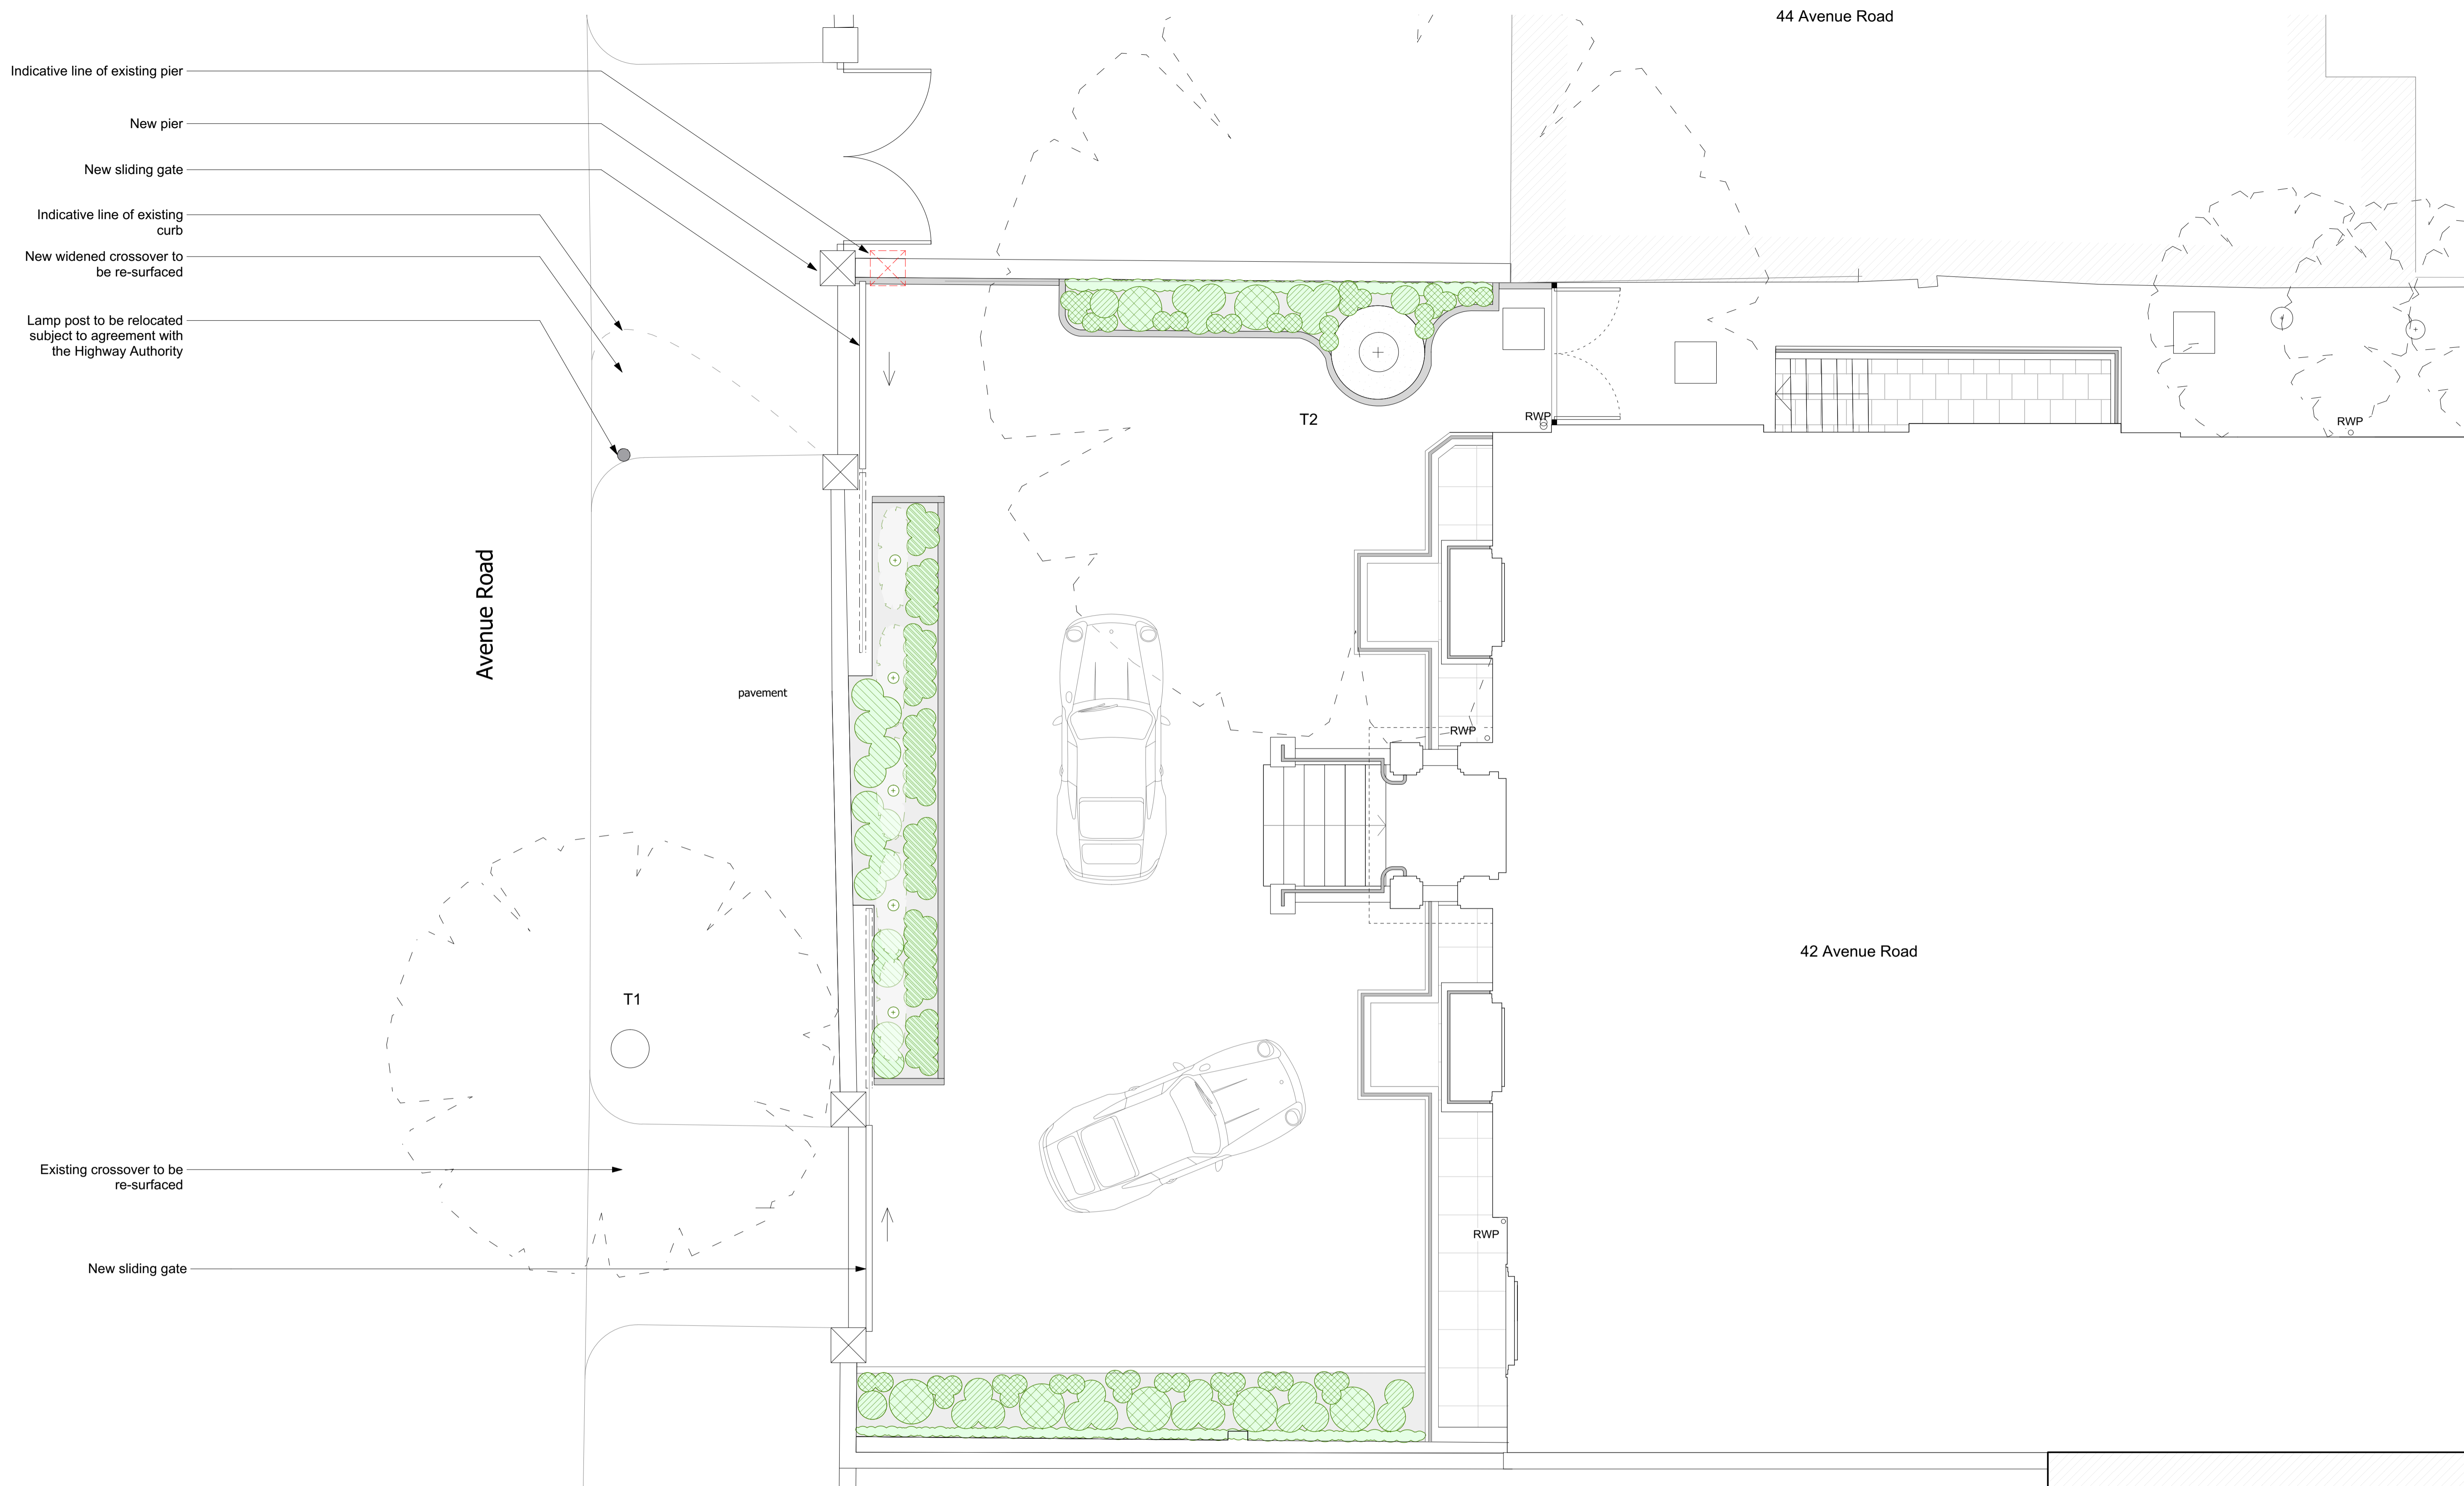 44 Avenue Road
Indicative line of existing pier
New pier
New sliding gate
Indicative line of existing
curb
New widened crossover to
be re-surfaced
Lamp post to be relocated
subject to agreement with
the Highway Authority
T2
RWP
RWP
Avenue Road
pavement
RWP
42 Avenue Road
T1
Existing crossover to be
re-surfaced
RWP
New sliding gate